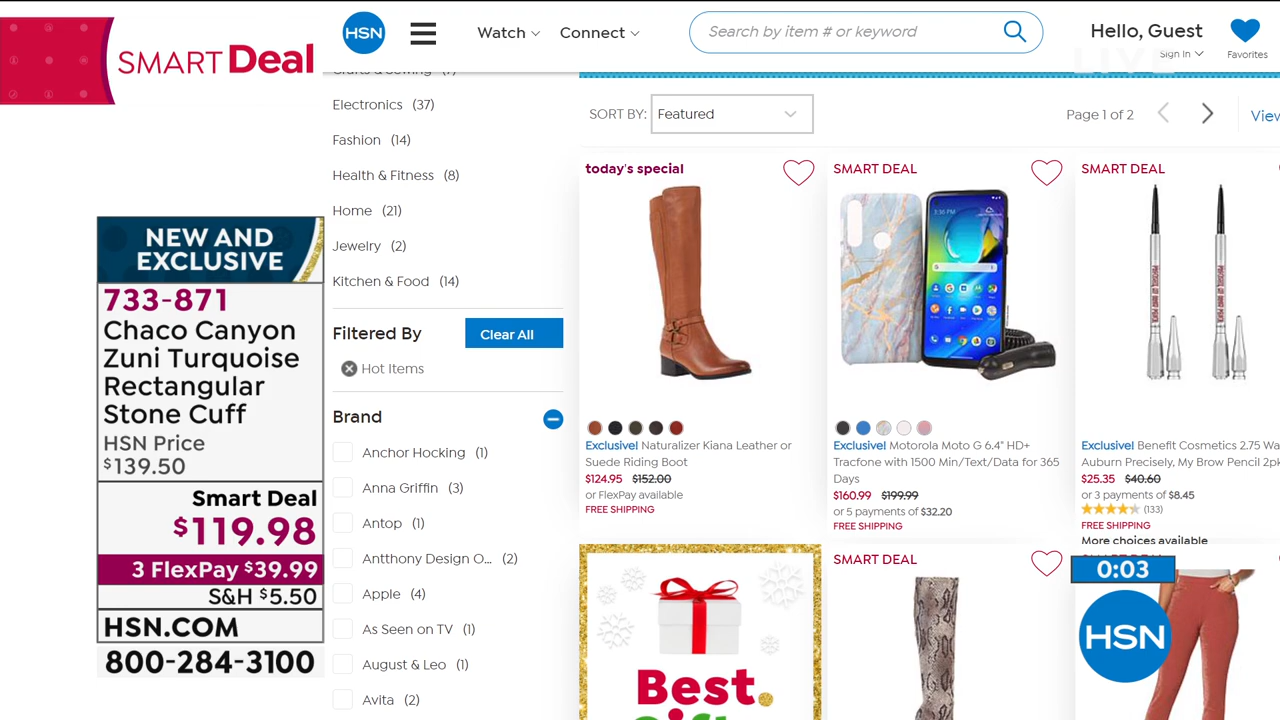 SMART Deal
NEW AND
EXCLUSIVE
733-871
Chaco Canyon
Zuni Turquoise
Rectangular
Stone Cuff
HSN Price
$139.50
Smart Deal
$119.98
3 FlexPay $39.99
S&H $5.50
HSN.COM
800-284-3100
HSN
Watch
Connect
Search by item # or keyword
Hello, Guest
Sign In
Favorites
LIVE
Crafts & Sewing (7)
Electronics (37)
Fashion (14)
Health & Fitness (8)
Home (21)
Jewelry (2)
Kitchen & Food (14)
Filtered By
Clear All
Hot Items
Brand
Anchor Hocking (1)
Anna Griffin (3)
Antop (1)
Antthony Design O... (2)
Apple (4)
As Seen on TV (1)
August & Leo (1)
Avita (2)
SORT BY: Featured
Page 1 of 2
View
today's special
Exclusive! Naturalizer Kiana Leather or
Suede Riding Boot
$124.95 $152.00
or FlexPay available
FREE SHIPPING
SMART DEAL
3:36 PM
Exclusive! Motorola Moto G 6.4" HD+
Tracfone with 1500 Min/Text/Data for 365
Days
$160.99 $199.99
or 5 payments of $32.20
FREE SHIPPING
SMART DEAL
Exclusive! Benefit Cosmetics 2.75 Wa
Auburn Precisely, My Brow Pencil 2pk
$25.35 $40.60
or 3 payments of $8.45
(133)
FREE SHIPPING
More choices available
Best.
SMART DEAL
0:03
HSN